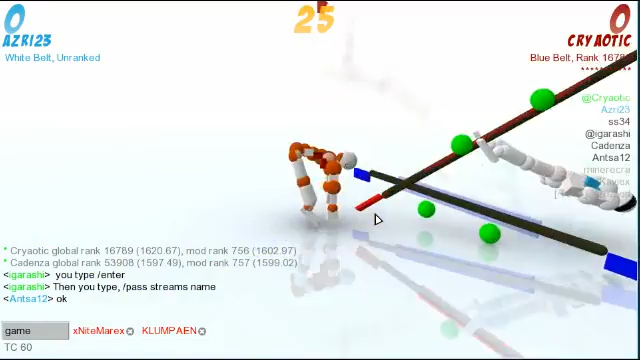 0
AZRI23
White Belt, Unranked
25
0
CRYAOTIC
Blue Belt, Rank 1678
***********
@Cryaotic
Azri23
ss34
@igarashi
Cadenza
Antsa12
minerecra
* Cryaotic global rank 16789 (1620.67), mod rank 756 (1602.97)
* Cadenza global rank 53908 (1597.49), mod rank 757 (1599.02)
<igarashi> you type /enter
<igarashi> Then you type, /pass streams name
<Antsa12> ok
game xNiteMarex KLUMPAEN
TC 60